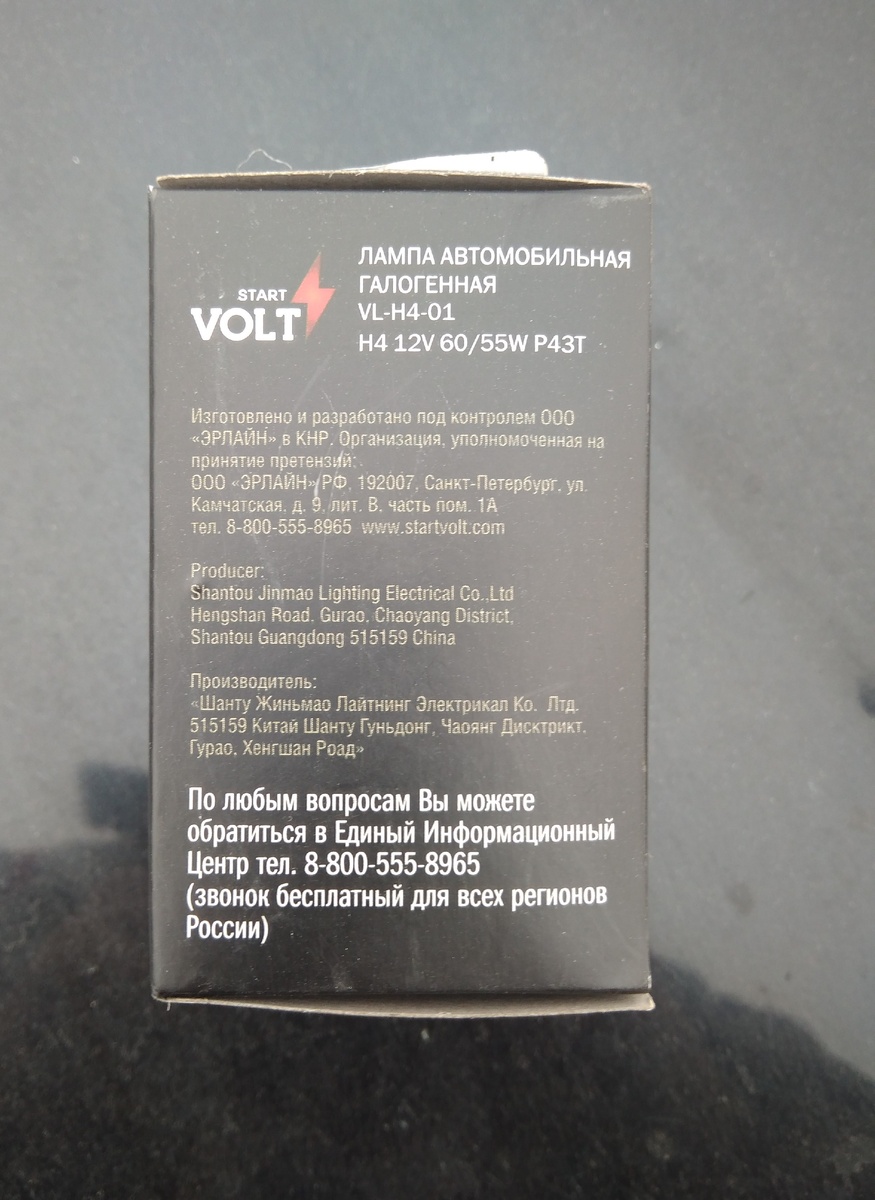 START
VOLT
ЛАМПА АВТОМОБИЛЬНАЯ
ГАЛОГЕННАЯ
VL-H4-01
H4 12V 60/55W P43T
Изготовлено и разработано под контролем ООО
«ЭРЛАЙН» в КНР. Организация, уполномоченная на
принятие претензий:
ООО «ЭРЛАЙН» РФ, 192007, Санкт-Петербург, ул.
Камчатская, д. 9, лит. В, часть пом. 1А
тел. 8-800-555-8965 www.startvolt.com
Producer:
Shantou Jinmao Lighting Electrical Co.,Ltd
Hengshan Road. Gurao. Chaoyang District,
Shantou Guangdong 515159 China
Производитель:
«Шанту Жиньмао Лайтнинг Электрикал Ко. Лтд.
515159 Китай Шанту Гуньдонг, Чаоянг Дисктрикт,
Гурао, Хенгшан Роад»
По любым вопросам Вы можете
обратиться в Единый Информационный
Центр тел. 8-800-555-8965
(звонок бесплатный для всех регионов
России)